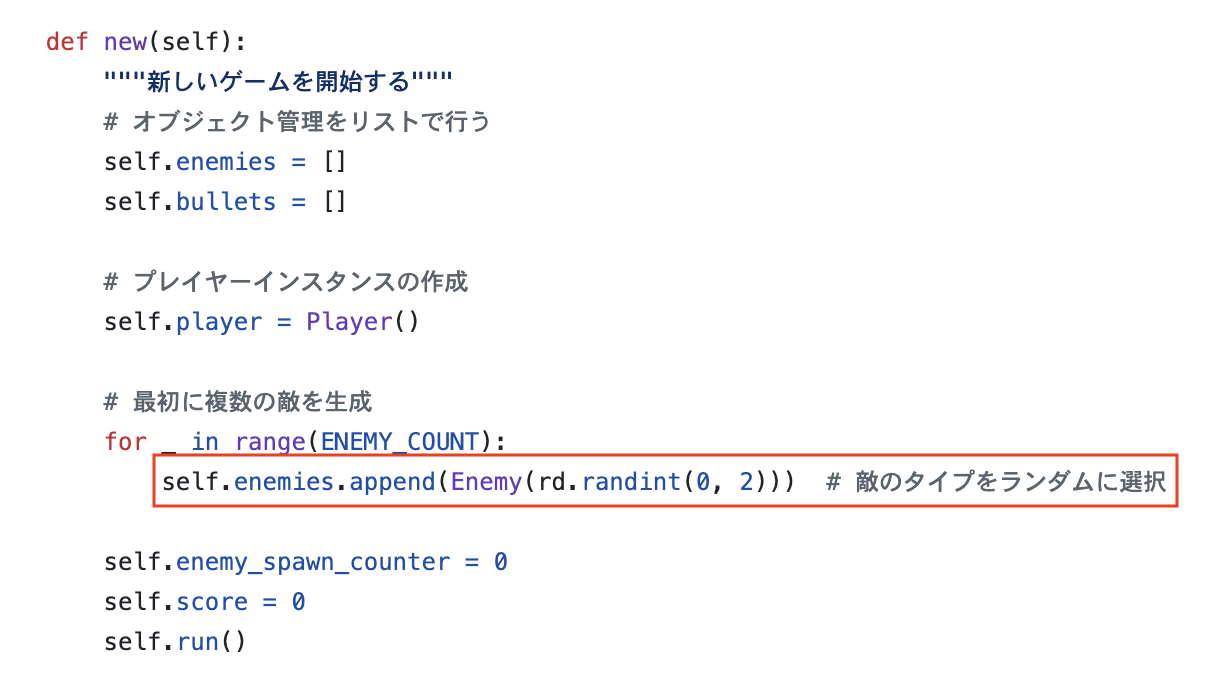 def new(self):
    """新しいゲームを開始する"""
    # オブジェクト管理をリストで行う
    self.enemies = []
    self.bullets = []

    # プレイヤーインスタンスの作成
    self.player = Player()

    # 最初に複数の敵を生成
    for _ in range(ENEMY_COUNT):
        self.enemies.append(Enemy(rd.randint(0, 2)))  # 敵のタイプをランダムに選択

    self.enemy_spawn_counter = 0
    self.score = 0
    self.run()